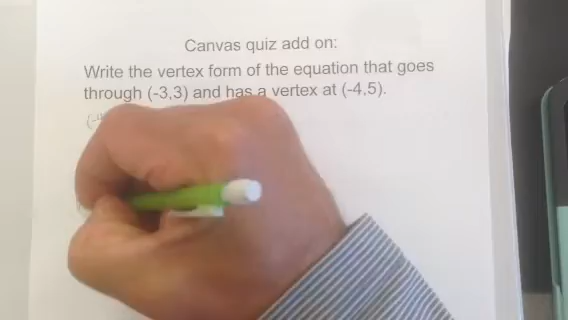 Canvas quiz add on:
Write the vertex form of the equation that goes
through (-3,3) and has a vertex at (-4,5).
(-4